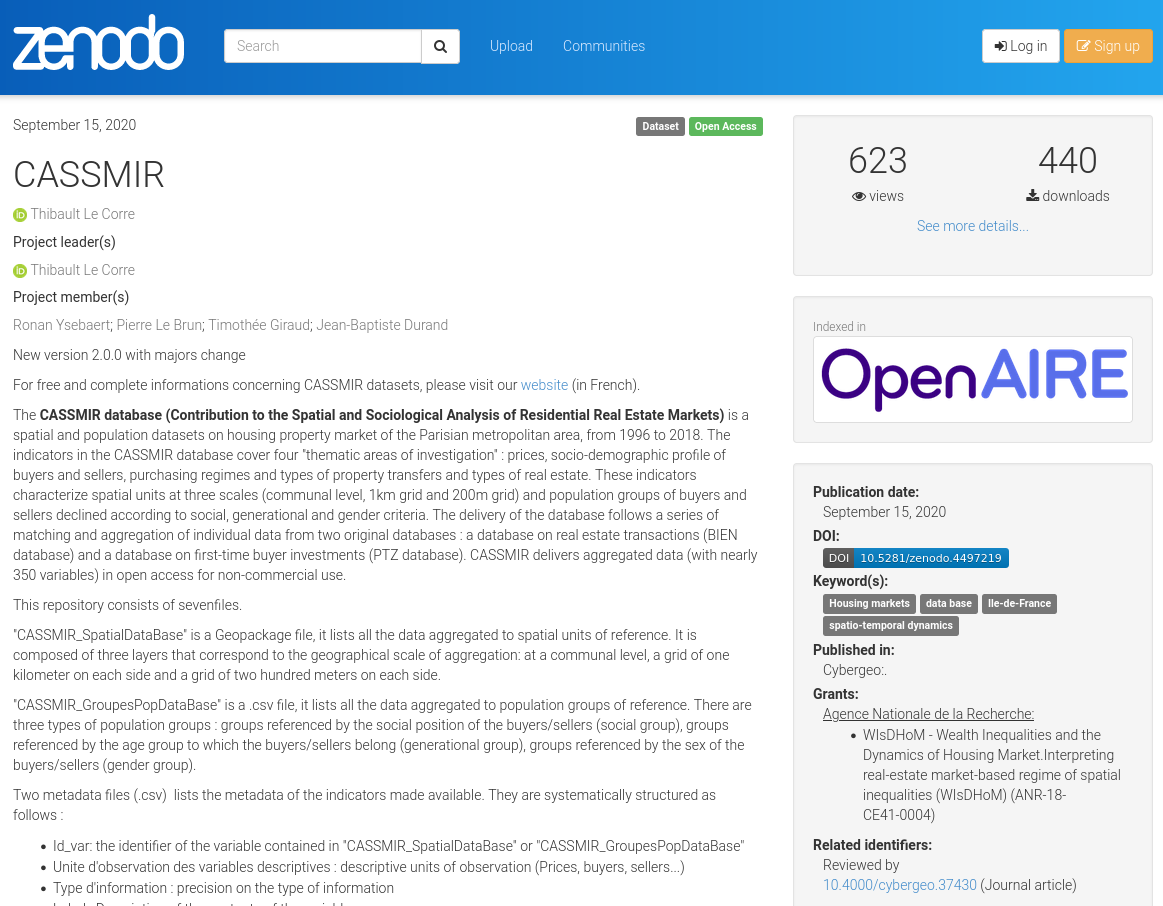 zenodo
Search
Upload
Communities
Log in
Sign up
September 15, 2020
Dataset
Open Access
CASSMIR
iD Thibault Le Corre
Project leader(s)
iD Thibault Le Corre
Project member(s)
Ronan Ysebaert; Pierre Le Brun; Timothée Giraud; Jean-Baptiste Durand
New version 2.0.0 with majors change
For free and complete informations concerning CASSMIR datasets, please visit our website (in French).
The CASSMIR database (Contribution to the Spatial and Sociological Analysis of Residential Real Estate Markets) is a
spatial and population datasets on housing property market of the Parisian metropolitan area, from 1996 to 2018. The
indicators in the CASSMIR database cover four "thematic areas of investigation" : prices, socio-demographic profile of
buyers and sellers, purchasing regimes and types of property transfers and types of real estate. These indicators
characterize spatial units at three scales (communal level, 1km grid and 200m grid) and population groups of buyers and
sellers declined according to social, generational and gender criteria. The delivery of the database follows a series of
matching and aggregation of individual data from two original databases : a database on real estate transactions (BIEN
database) and a database on first-time buyer investments (PTZ database). CASSMIR delivers aggregated data (with nearly
350 variables) in open access for non-commercial use.
This repository consists of sevenfiles.
"CASSMIR_SpatialDataBase" is a Geopackage file, it lists all the data aggregated to spatial units of reference. It is
composed of three layers that correspond to the geographical scale of aggregation: at a communal level, a grid of one
kilometer on each side and a grid of two hundred meters on each side.
"CASSMIR_GroupesPopDataBase" is a .csv file, it lists all the data aggregated to population groups of reference. There are
three types of population groups : groups referenced by the social position of the buyers/sellers (social group), groups
referenced by the age group to which the buyers/sellers belong (generational group), groups referenced by the sex of the
buyers/sellers (gender group).
Two metadata files (.csv) lists the metadata of the indicators made available. They are systematically structured as
follows :
• Id_var: the identifier of the variable contained in "CASSMIR_SpatialDataBase" or "CASSMIR_GroupesPopDataBase"
• Unite d'observation des variables descriptives : descriptive units of observation (Prices, buyers, sellers...)
• Type d'information : precision on the type of information
623
views
440
downloads
See more details...
Indexed in
OpenAIRE
Publication date:
September 15, 2020
DOI:
DOI 10.5281/zenodo.4497219
Keyword(s):
Housing markets data base Ile-de-France
spatio-temporal dynamics
Published in:
Cybergeo:.
Grants:
Agence Nationale de la Recherche:
• WIsDHoM - Wealth Inequalities and the
Dynamics of Housing Market.Interpreting
real-estate market-based regime of spatial
inequalities (WIsDHoM) (ANR-18-
CE41-0004)
Related identifiers:
Reviewed by
10.4000/cybergeo.37430 (Journal article)